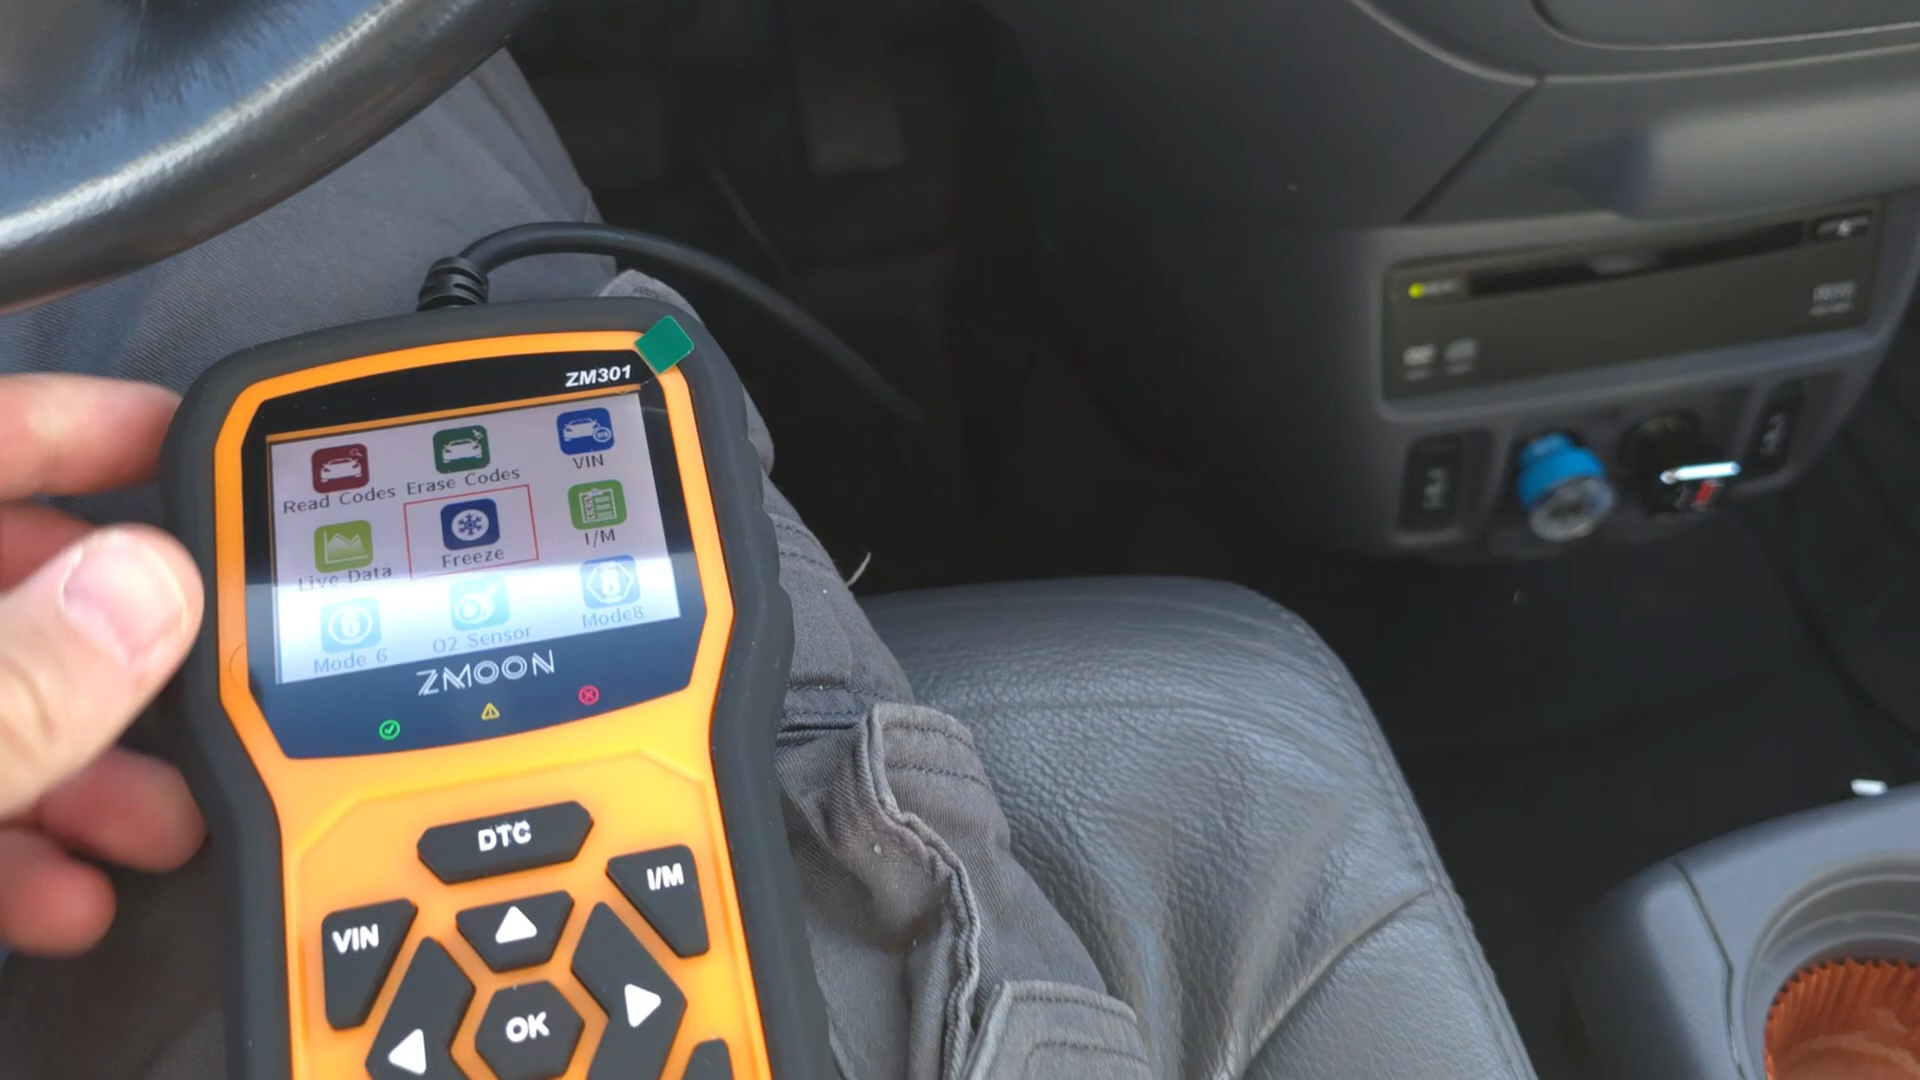 ZM301
Read Codes
Erase Codes
VIN
Live Data
Freeze
I/M
Mode 6
O2 Sensor
Mode8
ZMOON
DTC
I/M
VIN
OK